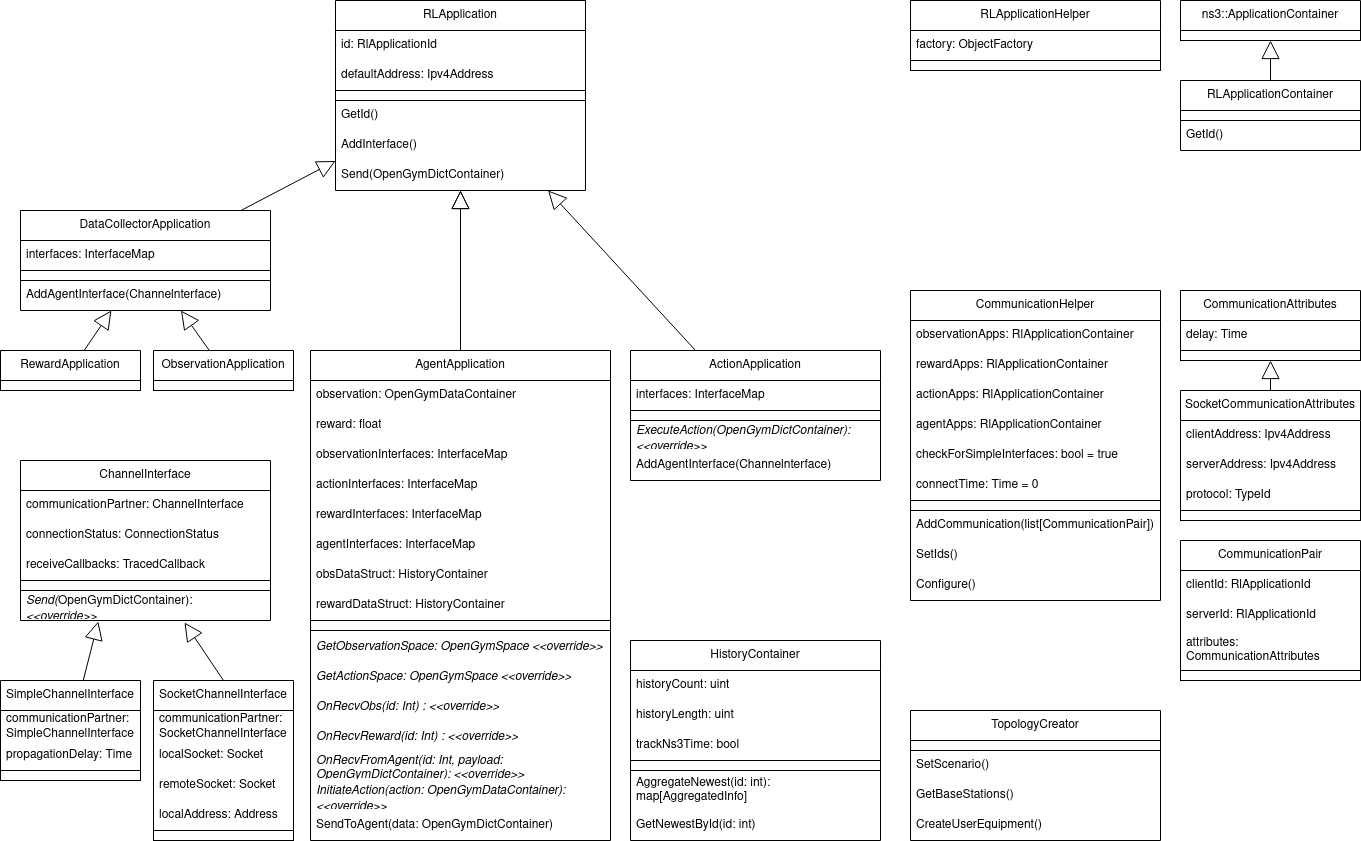 RLApplication
id: RlApplicationId
defaultAddress: Ipv4Address
GetId()
AddInterface()
Send(OpenGymDictContainer)
RLApplicationHelper
factory: ObjectFactory
ns3::ApplicationContainer
RLApplicationContainer
GetId()
DataCollectorApplication
interfaces: InterfaceMap
AddAgentInterface(ChannelInterface)
RewardApplication
ObservationApplication
AgentApplication
observation: OpenGymDataContainer
reward: float
observationInterfaces: InterfaceMap
actionInterfaces: InterfaceMap
rewardInterfaces: InterfaceMap
agentInterfaces: InterfaceMap
obsDataStruct: HistoryContainer
rewardDataStruct: HistoryContainer
GetObservationSpace: OpenGymSpace <<override>>
GetActionSpace: OpenGymSpace <<override>>
OnRecvObs(id: Int) : <<override>>
OnRecvReward(id: Int) : <<override>>
OnRecvFromAgent(id: Int, payload:
OpenGymDictContainer): <<override>>
InitiateAction(action: OpenGymDataContainer):
<<override>>
SendToAgent(data: OpenGymDictContainer)
ActionApplication
interfaces: InterfaceMap
ExecuteAction(OpenGymDictContainer):
<<override>>
AddAgentInterface(ChannelInterface)
ChannelInterface
communicationPartner: ChannelInterface
connectionStatus: ConnectionStatus
receiveCallbacks: TracedCallback
Send(OpenGymDictContainer):
<<override>>
SimpleChannelInterface
communicationPartner:
SimpleChannelInterface
propagationDelay: Time
SocketChannelInterface
communicationPartner:
SocketChannelInterface
localSocket: Socket
remoteSocket: Socket
localAddress: Address
HistoryContainer
historyCount: uint
historyLength: uint
trackNs3Time: bool
AggregateNewest(id: int):
map[AggregatedInfo]
GetNewestById(id: int)
CommunicationHelper
observationApps: RLApplicationContainer
rewardApps: RLApplicationContainer
actionApps: RLApplicationContainer
agentApps: RLApplicationContainer
checkForSimpleInterfaces: bool = true
connectTime: Time = 0
AddCommunication(list[CommunicationPair])
SetIds()
Configure()
CommunicationAttributes
delay: Time
SocketCommunicationAttributes
clientAddress: Ipv4Address
serverAddress: Ipv4Address
protocol: TypeId
CommunicationPair
clientId: RlApplicationId
serverId: RlApplicationId
attributes:
CommunicationAttributes
TopologyCreator
SetScenario()
GetBaseStations()
CreateUserEquipment()